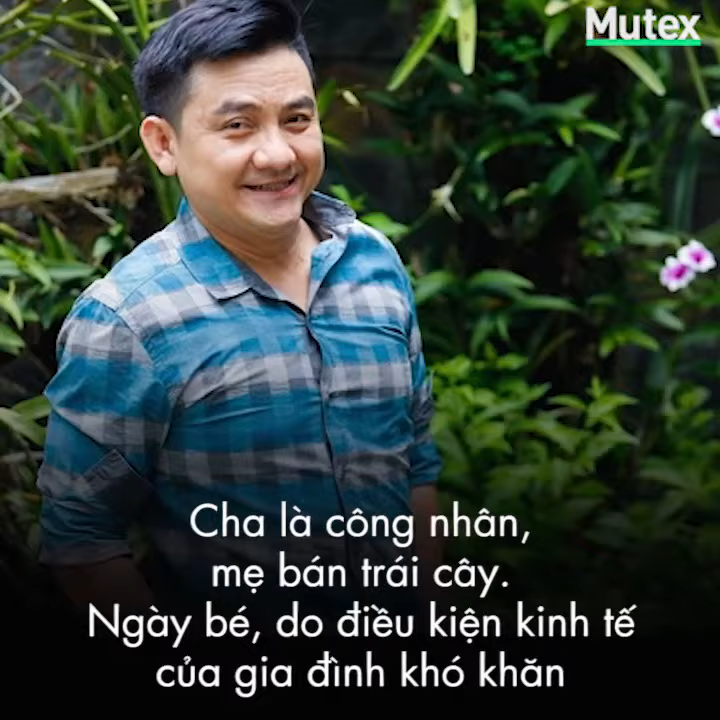 Mutex
Cha là công nhân,
mẹ bán trái cây.
Ngày bé, do điều kiện kinh tế
của gia đình khó khăn